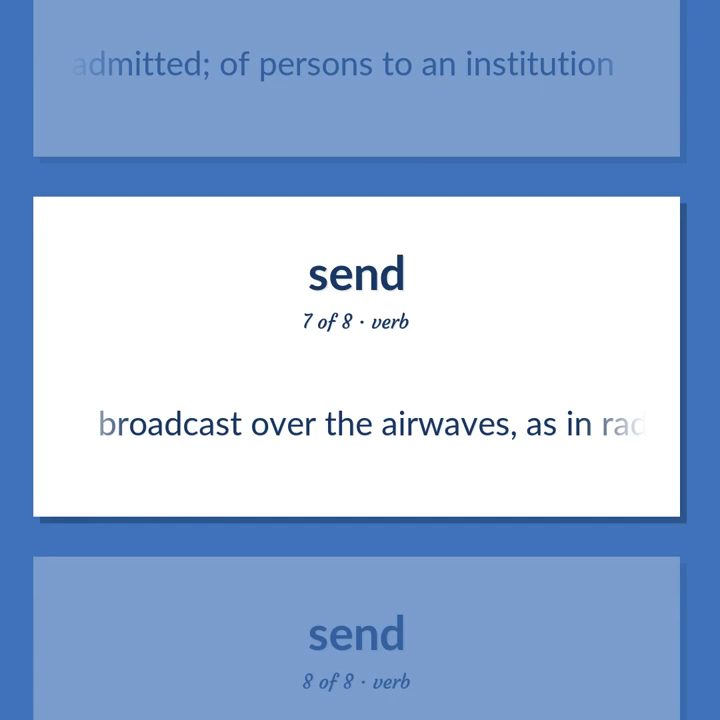 admitted; of persons to an institution
send
7 of 8 · verb
broadcast over the airwaves, as in
send
8 of 8 · verb